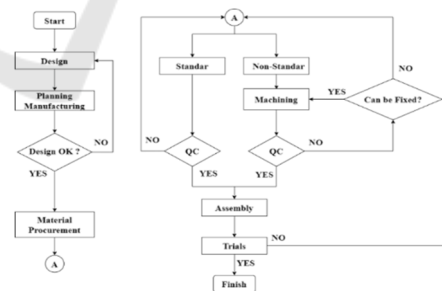 Start
Design
Planning
Manufacturing
Design OK ?
NO
YES
Material
Procurement
A
A
Standar
Non-Standar
Machining
YES
Can be Fixed?
NO
NO
QC
QC
NO
YES
YES
Assembly
Trials
NO
YES
Finish